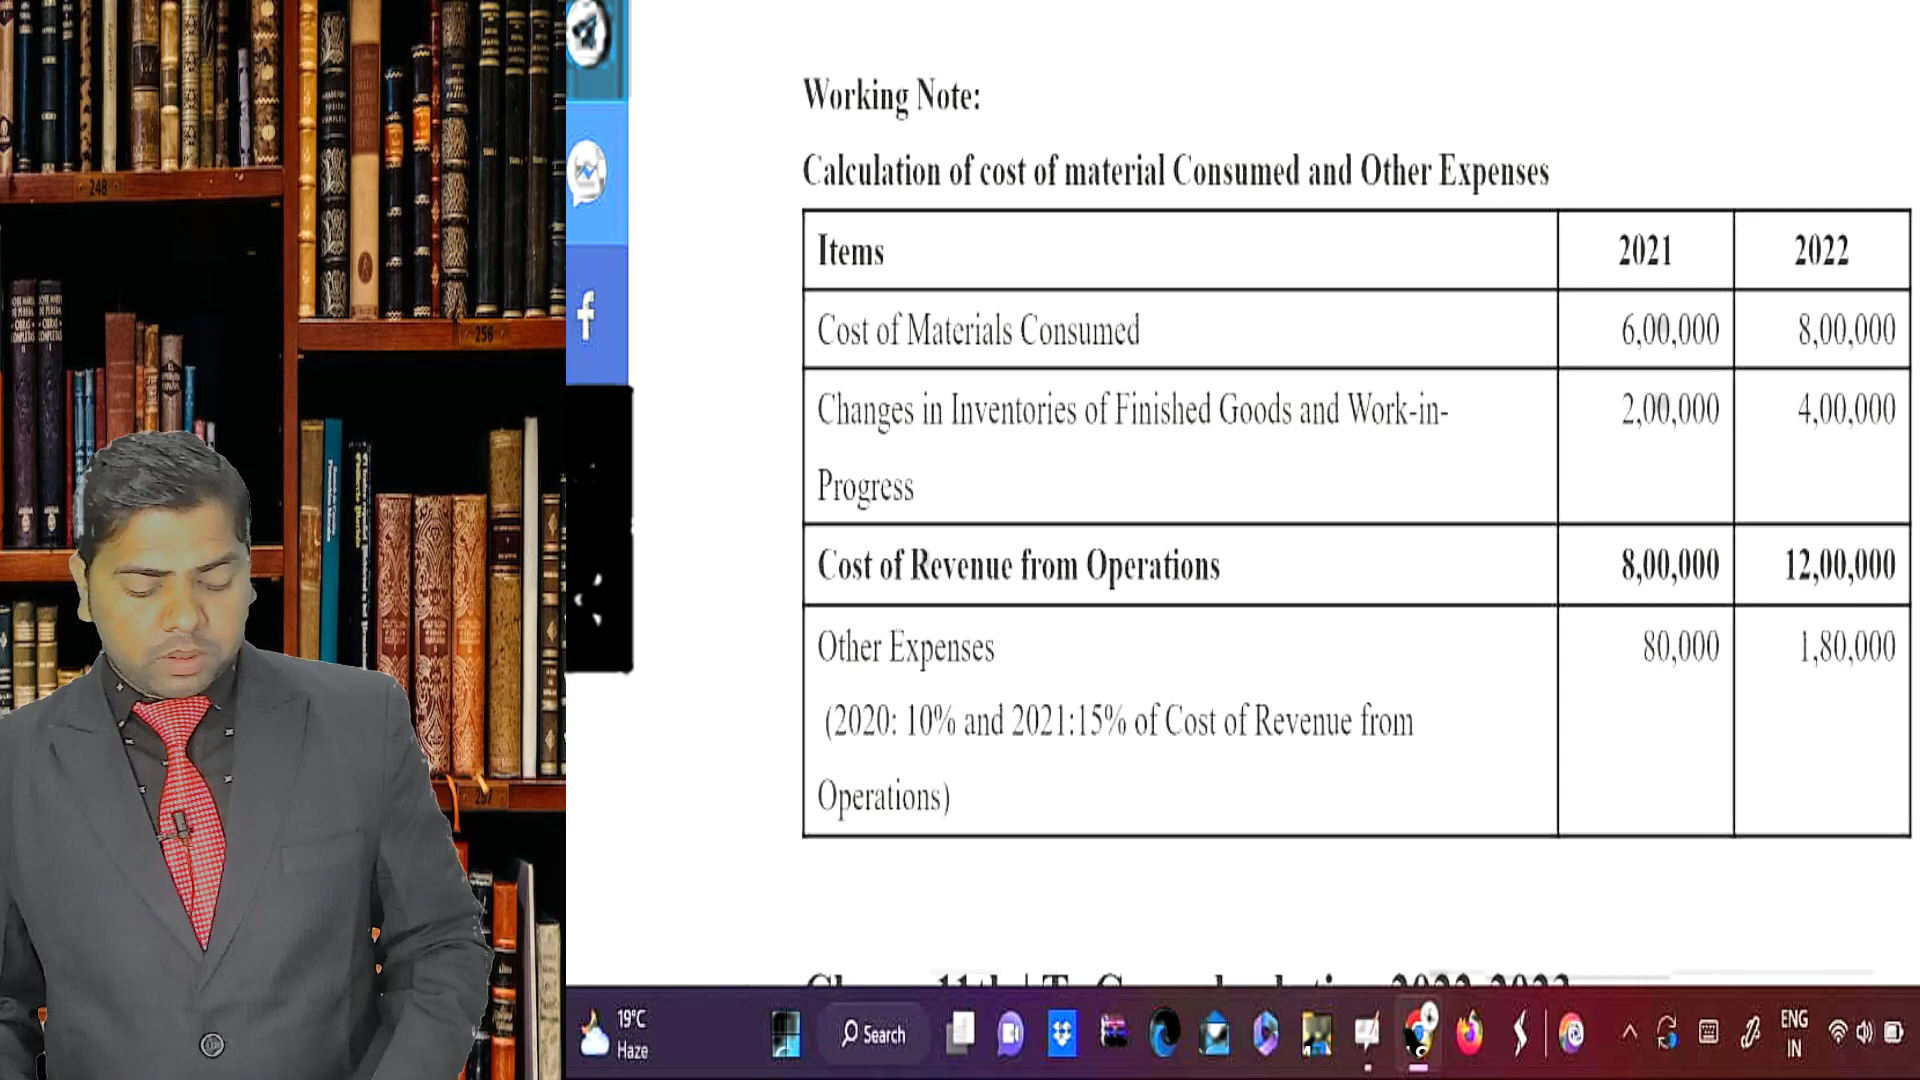 Working Note:
Calculation of cost of material Consumed and Other Expenses
Items 2021 2022
Cost of Materials Consumed 6,00,000 8,00,000
Changes in Inventories of Finished Goods and Work-in- 2,00,000 4,00,000
Progress
Cost of Revenue from Operations 8,00,000 12,00,000
Other Expenses 80,000 1,80,000
(2020: 10% and 2021:15% of Cost of Revenue from
Operations)
248
256
257
19°C
Haze
Search
ENG
IN